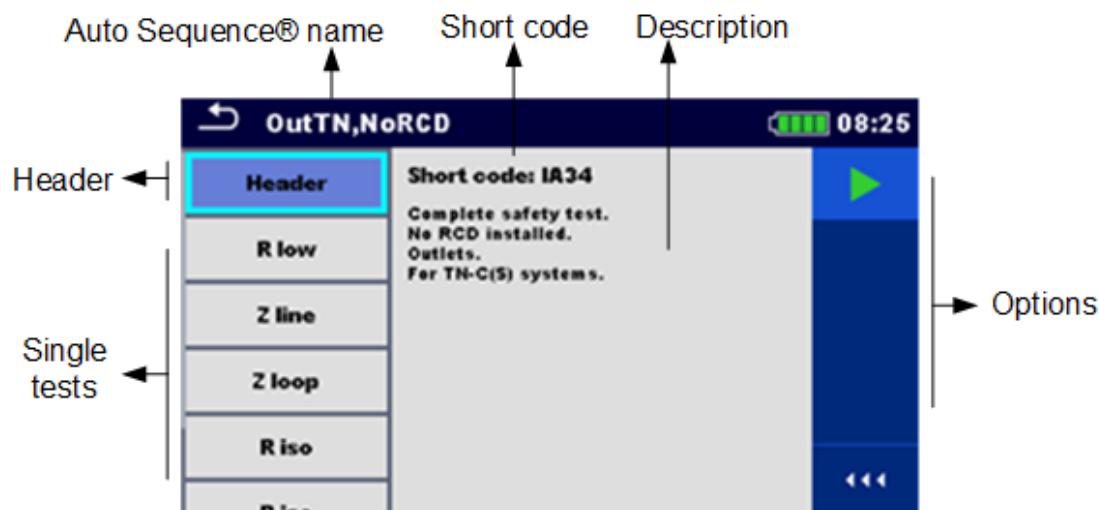 Auto Sequence® name
Short code
Description
OutTN,NoRCD
08:25
Header
Header
Short code: IA34
Complete safety test.
No RCD installed.
Outlets.
For TN-C(S) systems.
R low
Z line
Single
tests
Z loop
R iso
Options